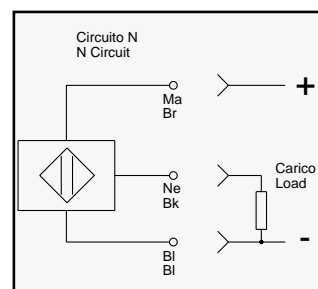 Circuito N
N Circuit
+
Ma
Br
Ne
Bk
Carico
Load
Bl
Bl
-